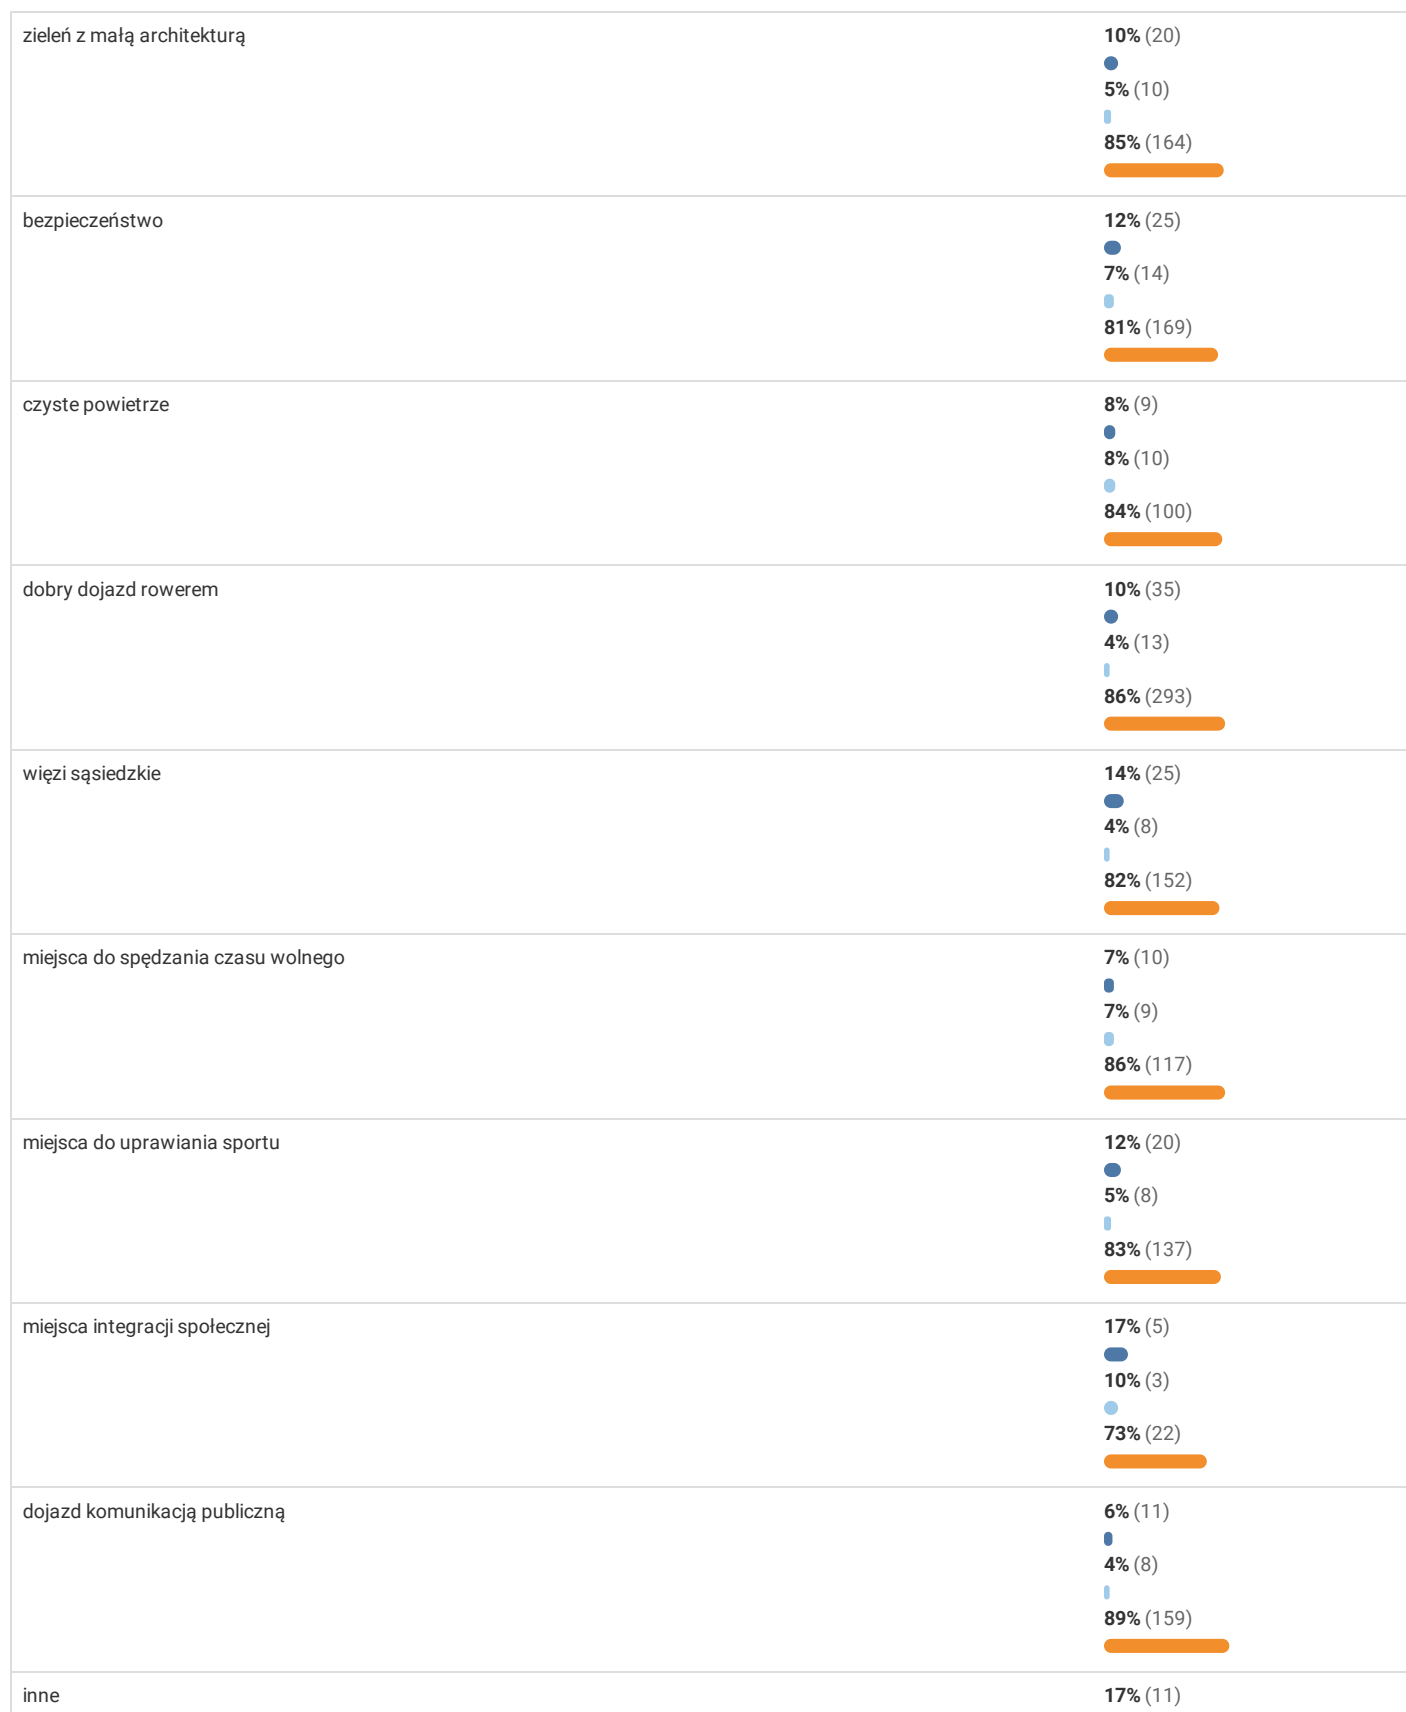 zieleń z małą architekturą
10% (20)
5% (10)
85% (164)
bezpieczeństwo
12% (25)
7% (14)
81% (169)
czyste powietrze
8% (9)
8% (10)
84% (100)
dobry dojazd rowerem
10% (35)
4% (13)
86% (293)
więzi sąsiedzkie
14% (25)
4% (8)
82% (152)
miejsca do spędzania czasu wolnego
7% (10)
7% (9)
86% (117)
miejsca do uprawiania sportu
12% (20)
5% (8)
83% (137)
miejsca integracji społecznej
17% (5)
10% (3)
73% (22)
dojazd komunikacją publiczną
6% (11)
4% (8)
89% (159)
inne
17% (11)